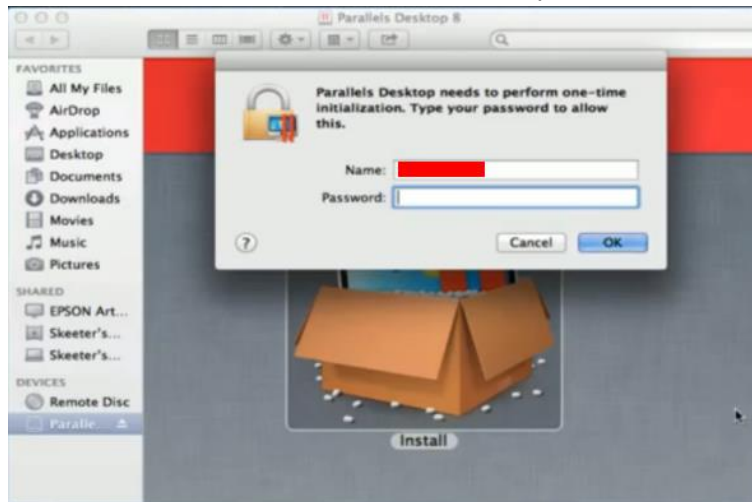 Parallels Desktop 8
FAVORITES
All My Files
AirDrop
Applications
Desktop
Documents
Downloads
Movies
Music
Pictures
SHARED
EPSON Art...
Skeeter's...
Skeeter's...
DEVICES
Remote Disc
Paralle...
Parallels Desktop needs to perform one-time
initialization. Type your password to allow
this.
Name:
Password:
?
Cancel
OK
Install